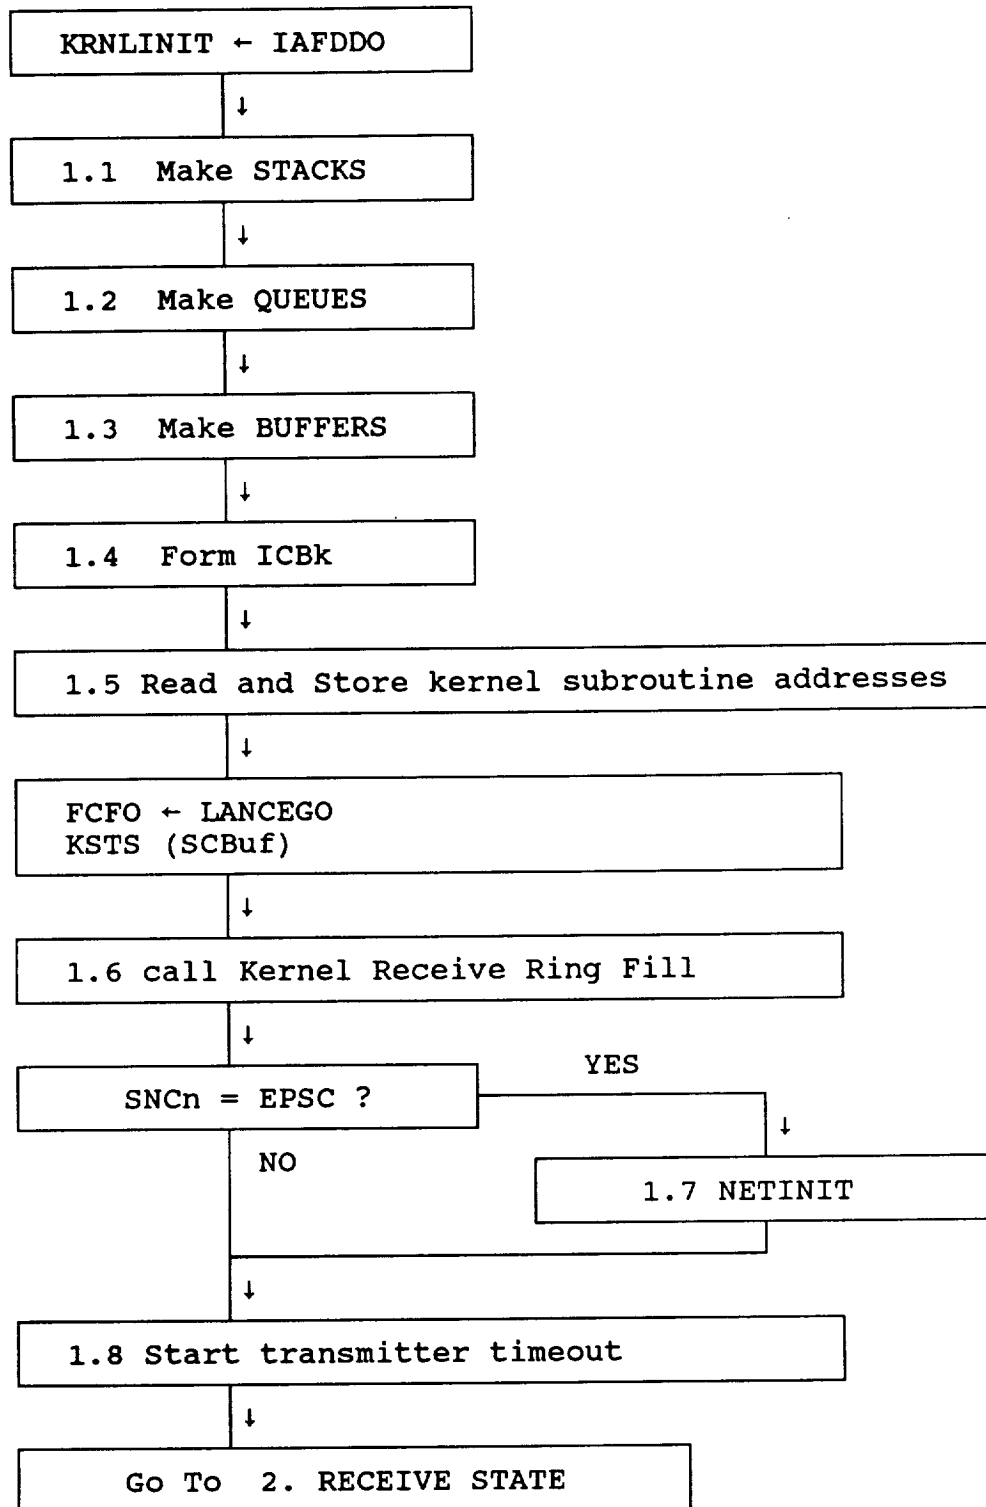 KRNLINIT ← IAFDDO
↓
1.1 Make STACKS
↓
1.2 Make QUEUES
↓
1.3 Make BUFFERS
↓
1.4 Form ICBk
↓
1.5 Read and Store kernel subroutine addresses
↓
FCFO ← LANCEGO
KSTS (SCBuf)
↓
1.6 call Kernel Receive Ring Fill
↓
SNCn = EPSC ?
YES
↓
NO
1.7 NETINIT
↓
1.8 Start transmitter timeout
↓
Go To 2. RECEIVE STATE